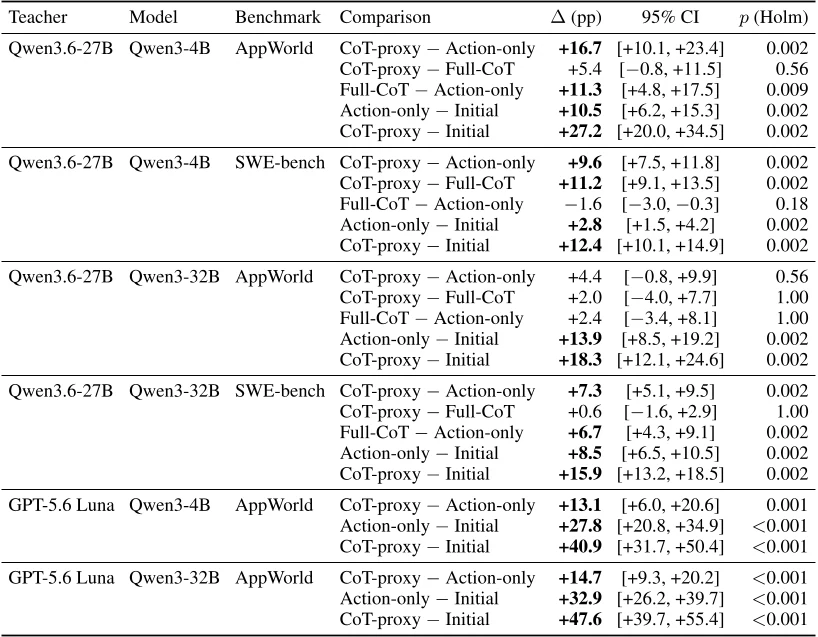 Teacher Model Benchmark Comparison Δ (pp) 95% CI p (Holm)
Qwen3.6-27B Qwen3-4B AppWorld CoT-proxy − Action-only +16.7 [+10.1, +23.4] 0.002
CoT-proxy − Full-CoT +5.4 [−0.8, +11.5] 0.56
Full-CoT − Action-only +11.3 [+4.8, +17.5] 0.009
Action-only − Initial +10.5 [+6.2, +15.3] 0.002
CoT-proxy − Initial +27.2 [+20.0, +34.5] 0.002
Qwen3.6-27B Qwen3-4B SWE-bench CoT-proxy − Action-only +9.6 [+7.5, +11.8] 0.002
CoT-proxy − Full-CoT +11.2 [+9.1, +13.5] 0.002
Full-CoT − Action-only −1.6 [−3.0, −0.3] 0.18
Action-only − Initial +2.8 [+1.5, +4.2] 0.002
CoT-proxy − Initial +12.4 [+10.1, +14.9] 0.002
Qwen3.6-27B Qwen3-32B AppWorld CoT-proxy − Action-only +4.4 [−0.8, +9.9] 0.56
CoT-proxy − Full-CoT +2.0 [−4.0, +7.7] 1.00
Full-CoT − Action-only +2.4 [−3.4, +8.1] 1.00
Action-only − Initial +13.9 [+8.5, +19.2] 0.002
CoT-proxy − Initial +18.3 [+12.1, +24.6] 0.002
Qwen3.6-27B Qwen3-32B SWE-bench CoT-proxy − Action-only +7.3 [+5.1, +9.5] 0.002
CoT-proxy − Full-CoT +0.6 [−1.6, +2.9] 1.00
Full-CoT − Action-only +6.7 [+4.3, +9.1] 0.002
Action-only − Initial +8.5 [+6.5, +10.5] 0.002
CoT-proxy − Initial +15.9 [+13.2, +18.5] 0.002
GPT-5.6 Luna Qwen3-4B AppWorld CoT-proxy − Action-only +13.1 [+6.0, +20.6] 0.001
Action-only − Initial +27.8 [+20.8, +34.9] <0.001
CoT-proxy − Initial +40.9 [+31.7, +50.4] <0.001
GPT-5.6 Luna Qwen3-32B AppWorld CoT-proxy − Action-only +14.7 [+9.3, +20.2] <0.001
Action-only − Initial +32.9 [+26.2, +39.7] <0.001
CoT-proxy − Initial +47.6 [+39.7, +55.4] <0.001